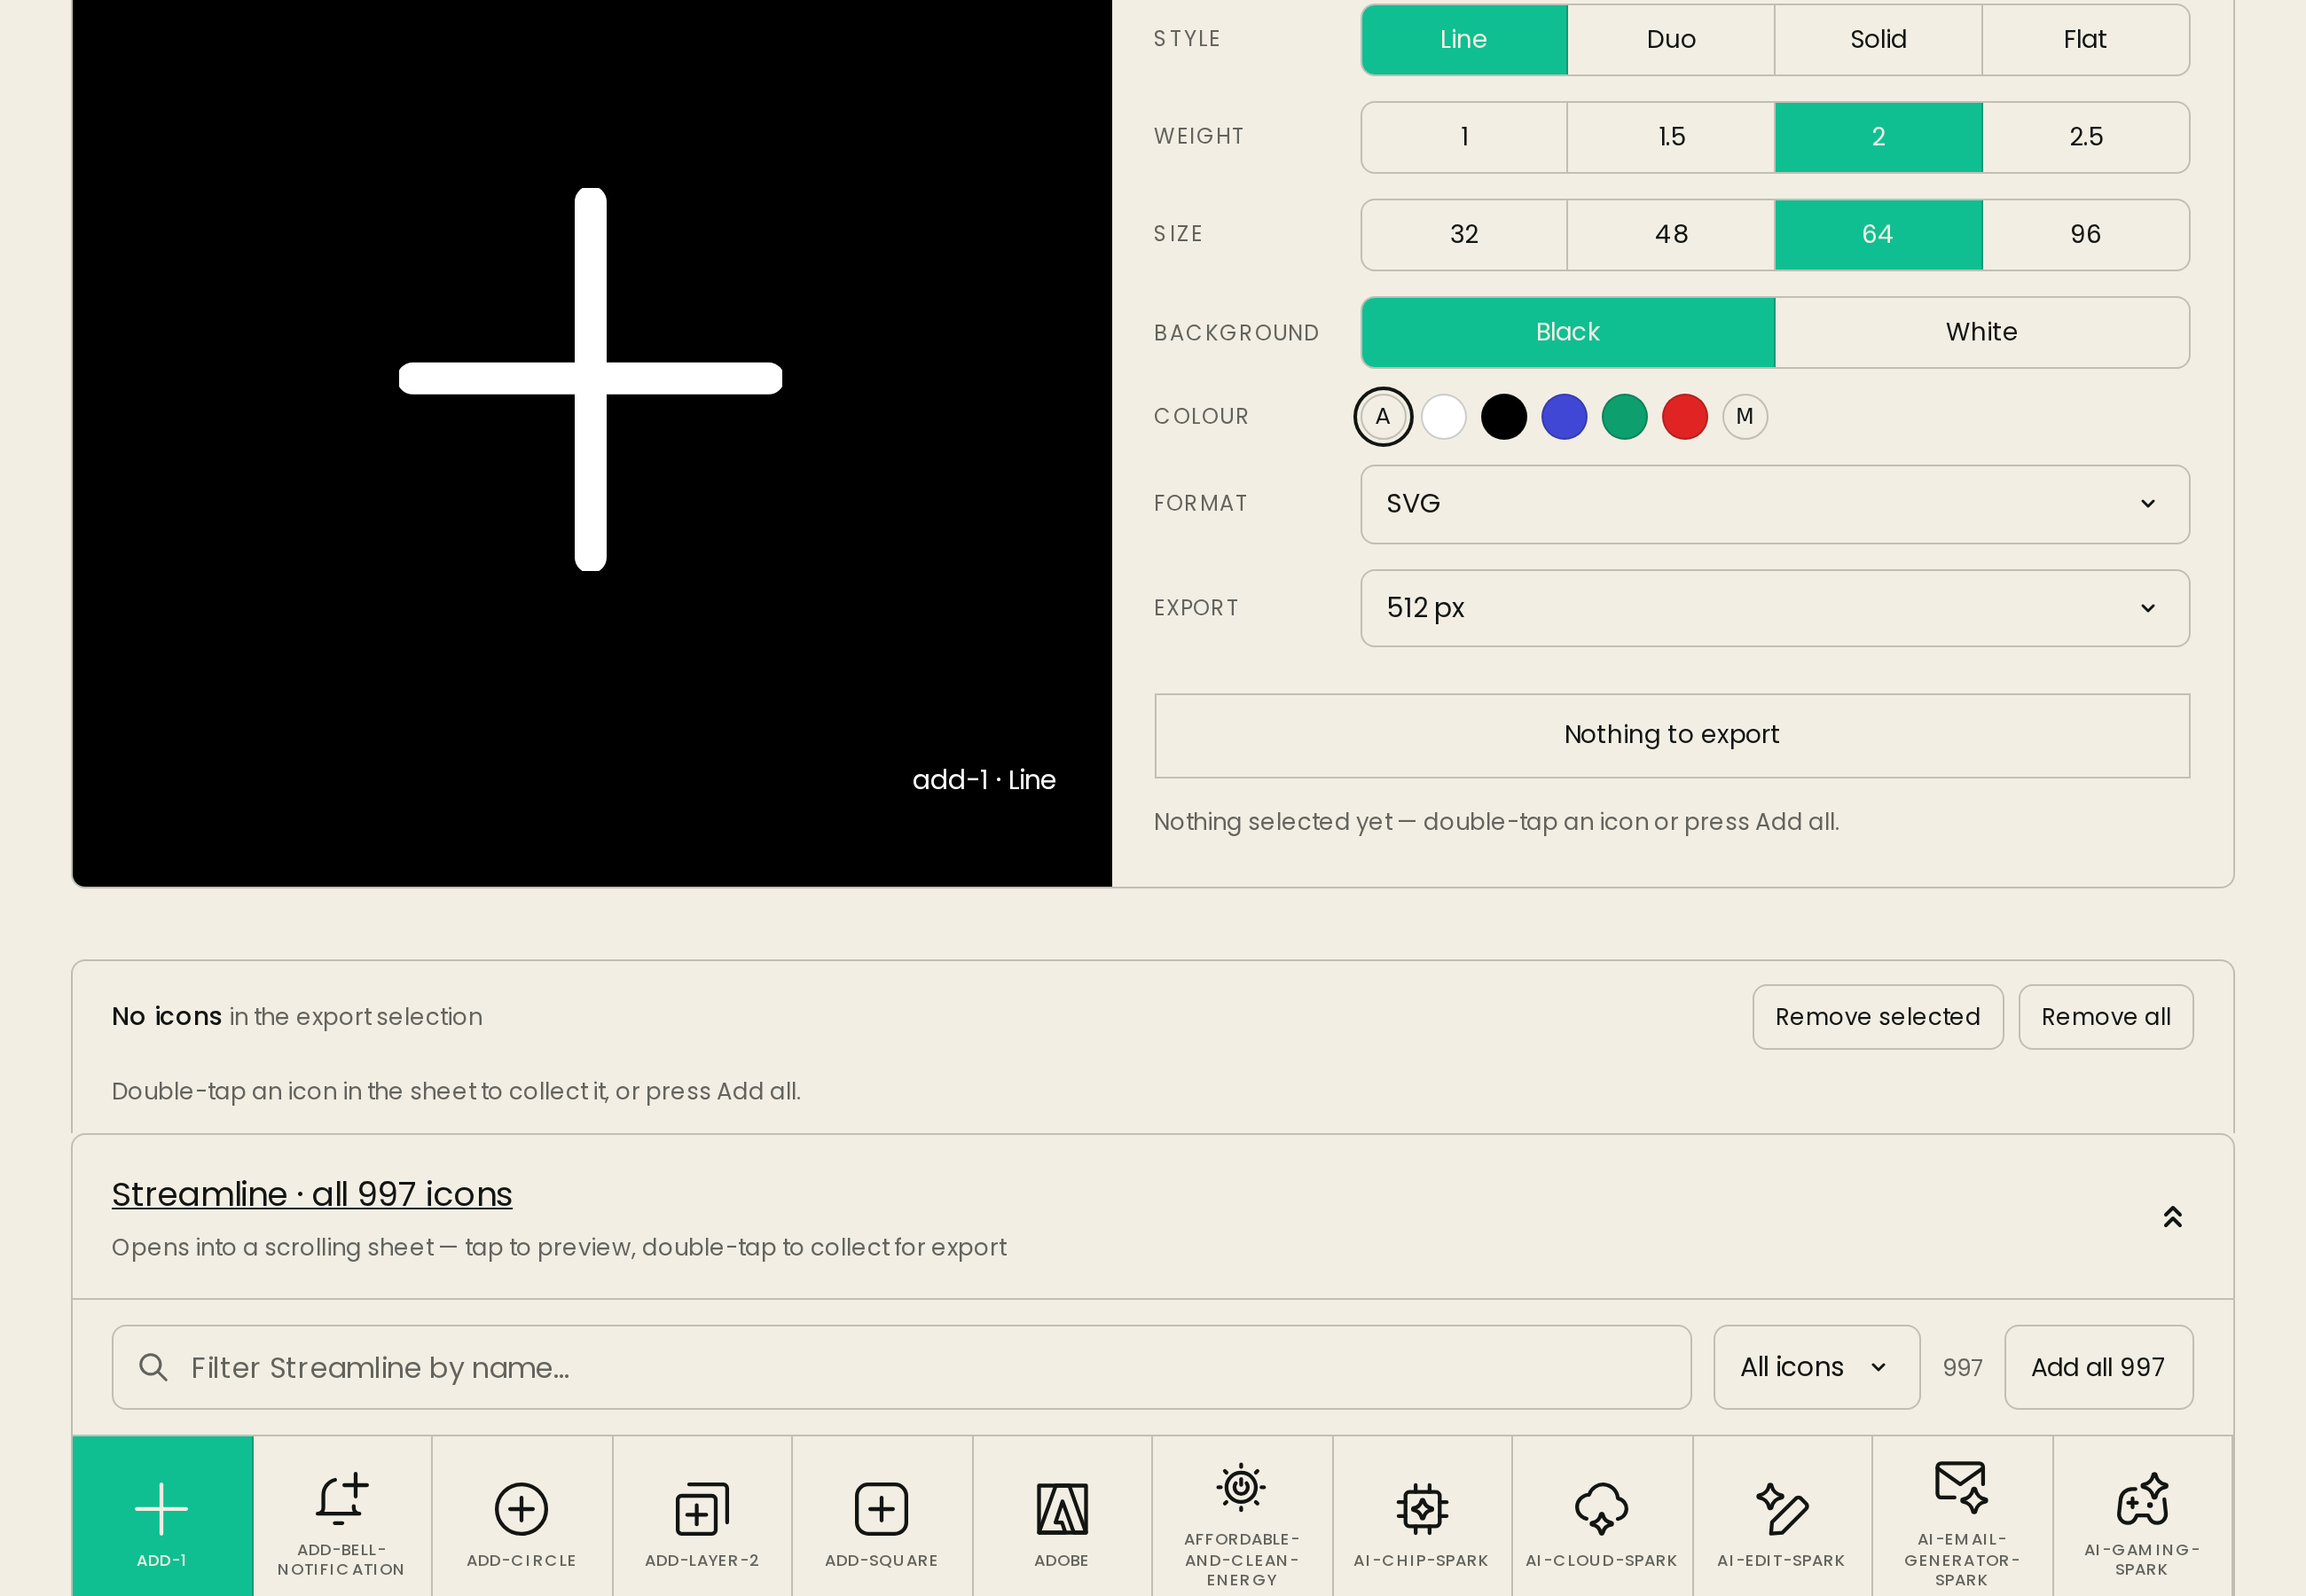 STYLE
Line
Duo
Solid
Flat
WEIGHT
1
1.5
2
2.5
SIZE
32
48
64
96
BACKGROUND
Black
White
COLOUR
A
M
FORMAT
SVG
EXPORT
512 px
Nothing to export
add-1 · Line
Nothing selected yet — double-tap an icon or press Add all.
No icons in the export selection
Remove selected
Remove all
Double-tap an icon in the sheet to collect it, or press Add all.
Streamline · all 997 icons
Opens into a scrolling sheet — tap to preview, double-tap to collect for export
Filter Streamline by name...
All icons
997
Add all 997
ADD-1
ADD-BELL-
NOTIFICATION
ADD-CIRCLE
ADD-LAYER-2
ADD-SQUARE
ADOBE
AFFORDABLE-
AND-CLEAN-
ENERGY
AI-CHIP-SPARK
AI-CLOUD-SPARK
AI-EDIT-SPARK
AI-EMAIL-
GENERATOR-
SPARK
AI-GAMING-
SPARK